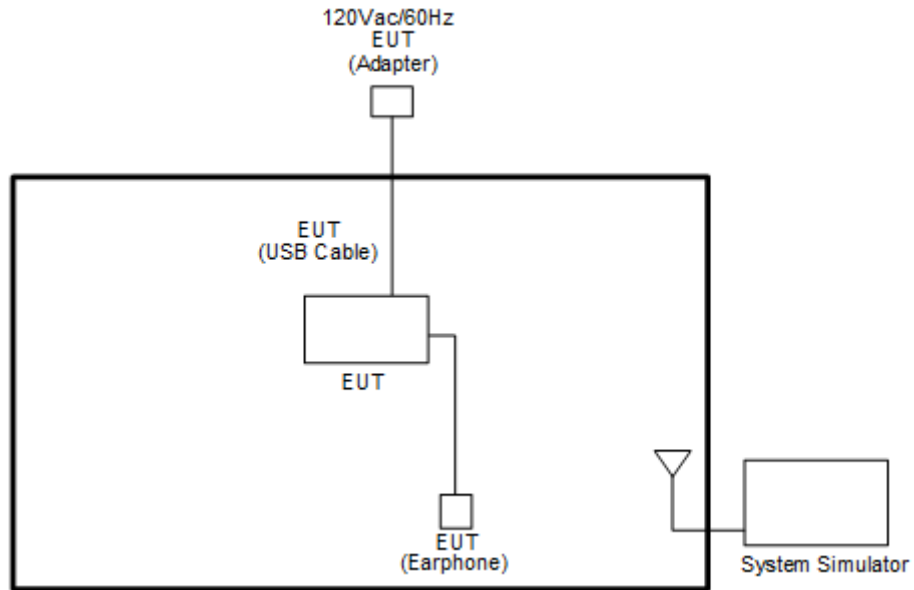 120Vac/60Hz
EUT
(Adapter)
EUT
(USB Cable)
EUT
EUT
(Earphone)
System Simulator